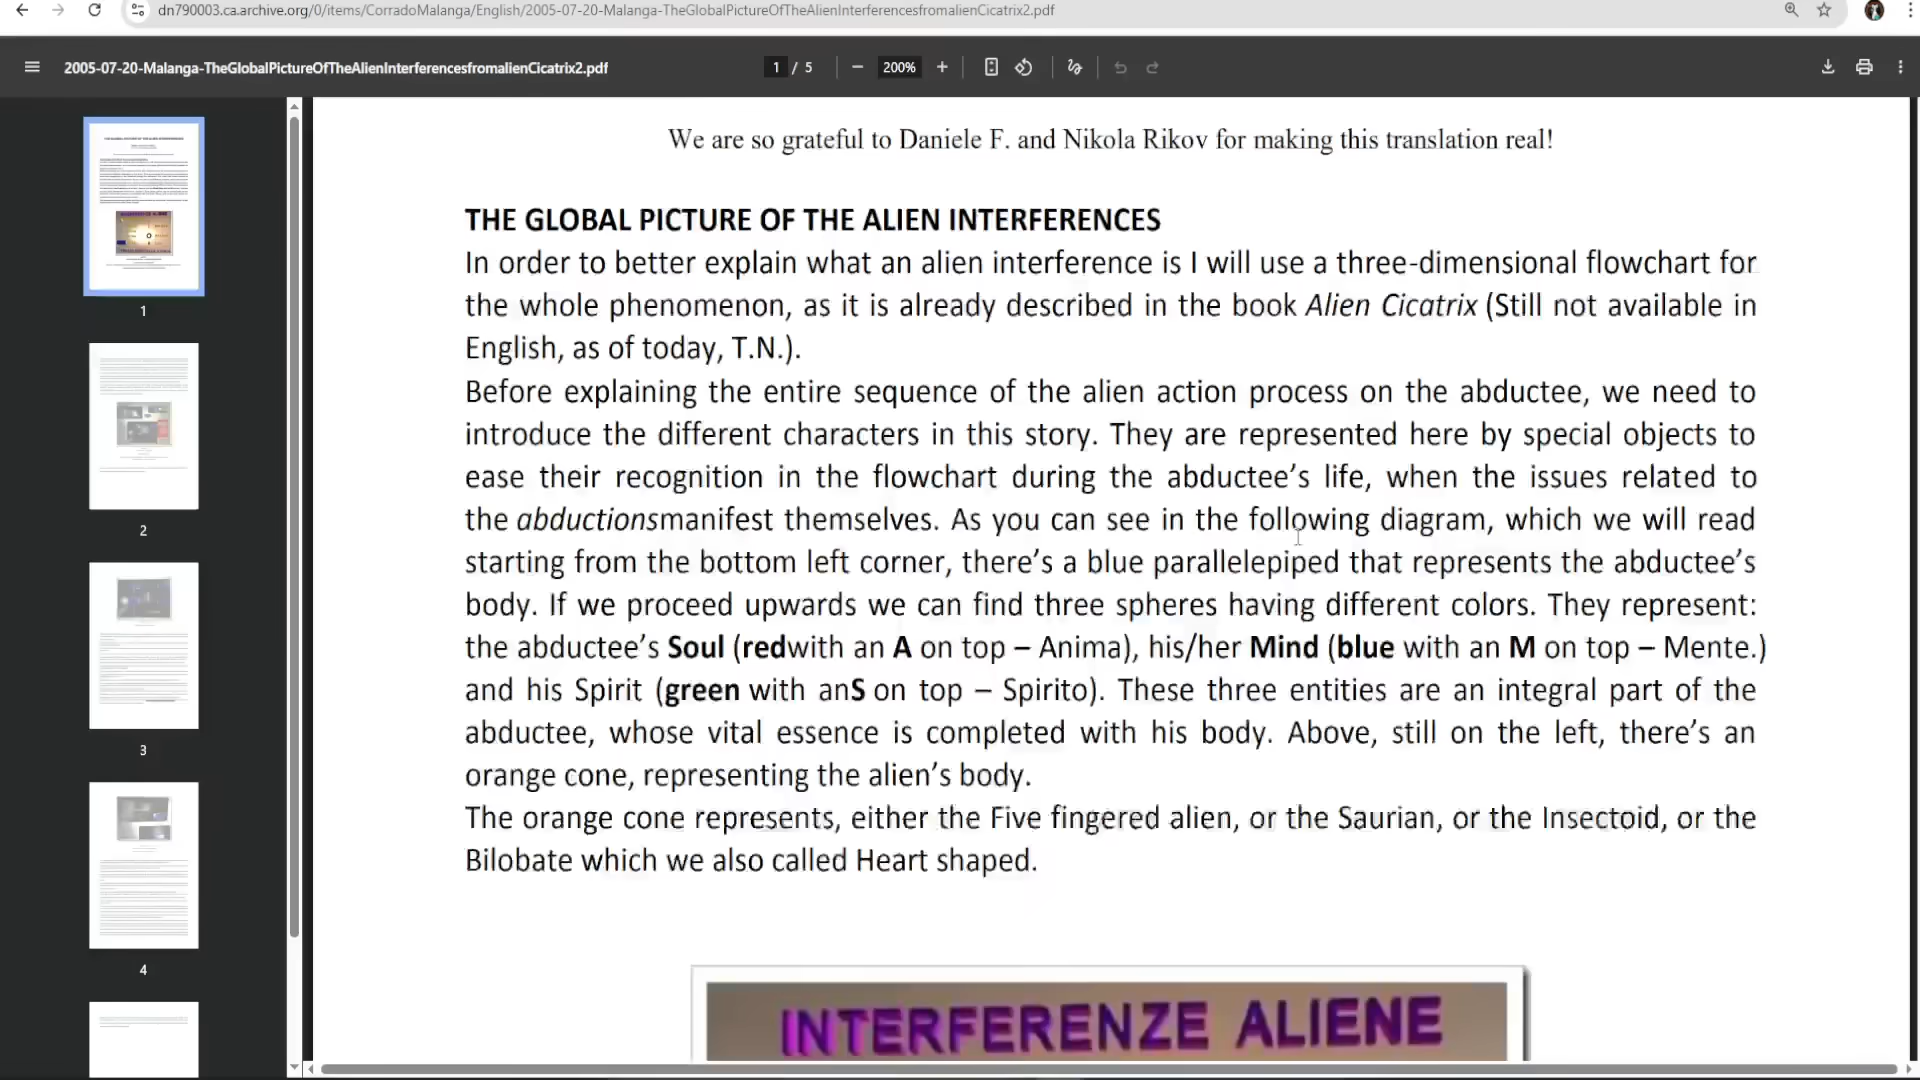 dn790003.ca.archive.org/0/items/CorradoMalanga/English/2005-07-20-Malanga-TheGlobalPictureOfTheAlienInterferencesfromalienCicatrix2.pdf
2005-07-20-Malanga-TheGlobalPictureOfTheAlienInterferencesfromalienCicatrix2.pdf
1 / 5
200%
1
2
3
4
We are so grateful to Daniele F. and Nikola Rikov for making this translation real!
THE GLOBAL PICTURE OF THE ALIEN INTERFERENCES
In order to better explain what an alien interference is I will use a three-dimensional flowchart for
the whole phenomenon, as it is already described in the book Alien Cicatrix (Still not available in
English, as of today, T.N.).
Before explaining the entire sequence of the alien action process on the abductee, we need to
introduce the different characters in this story. They are represented here by special objects to
ease their recognition in the flowchart during the abductee’s life, when the issues related to
the abductionsmanifest themselves. As you can see in the following diagram, which we will read
starting from the bottom left corner, there’s a blue parallelepiped that represents the abductee’s
body. If we proceed upwards we can find three spheres having different colors. They represent:
the abductee’s Soul (redwith an A on top – Anima), his/her Mind (blue with an M on top – Mente.)
and his Spirit (green with anS on top – Spirito). These three entities are an integral part of the
abductee, whose vital essence is completed with his body. Above, still on the left, there’s an
orange cone, representing the alien’s body.
The orange cone represents, either the Five fingered alien, or the Saurian, or the Insectoid, or the
Bilobate which we also called Heart shaped.
INTERFERENZE ALIENE